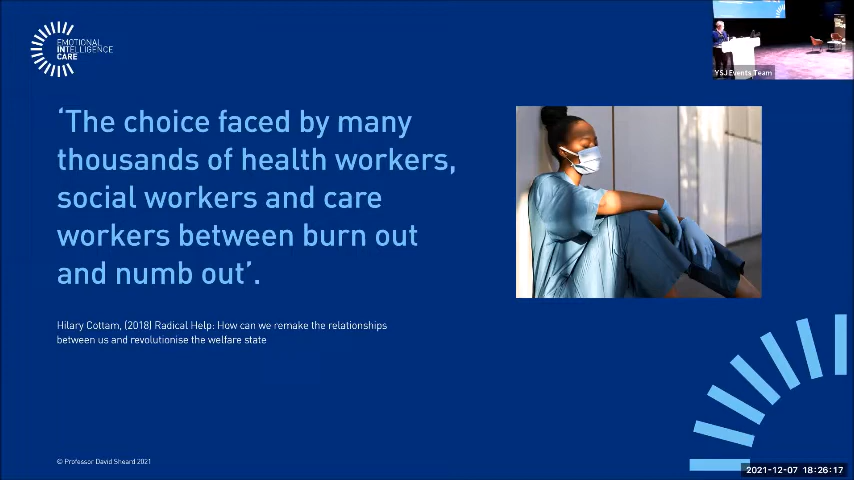 EMOTIONAL
INTELLIGENCE
CARE
YSJ Events Team
‘The choice faced by many
thousands of health workers,
social workers and care
workers between burn out
and numb out’.
Hilary Cottam, (2018) Radical Help: How can we remake the relationships
between us and revolutionise the welfare state
© Professor David Sheard 2021
2021-12-07 18:26:17